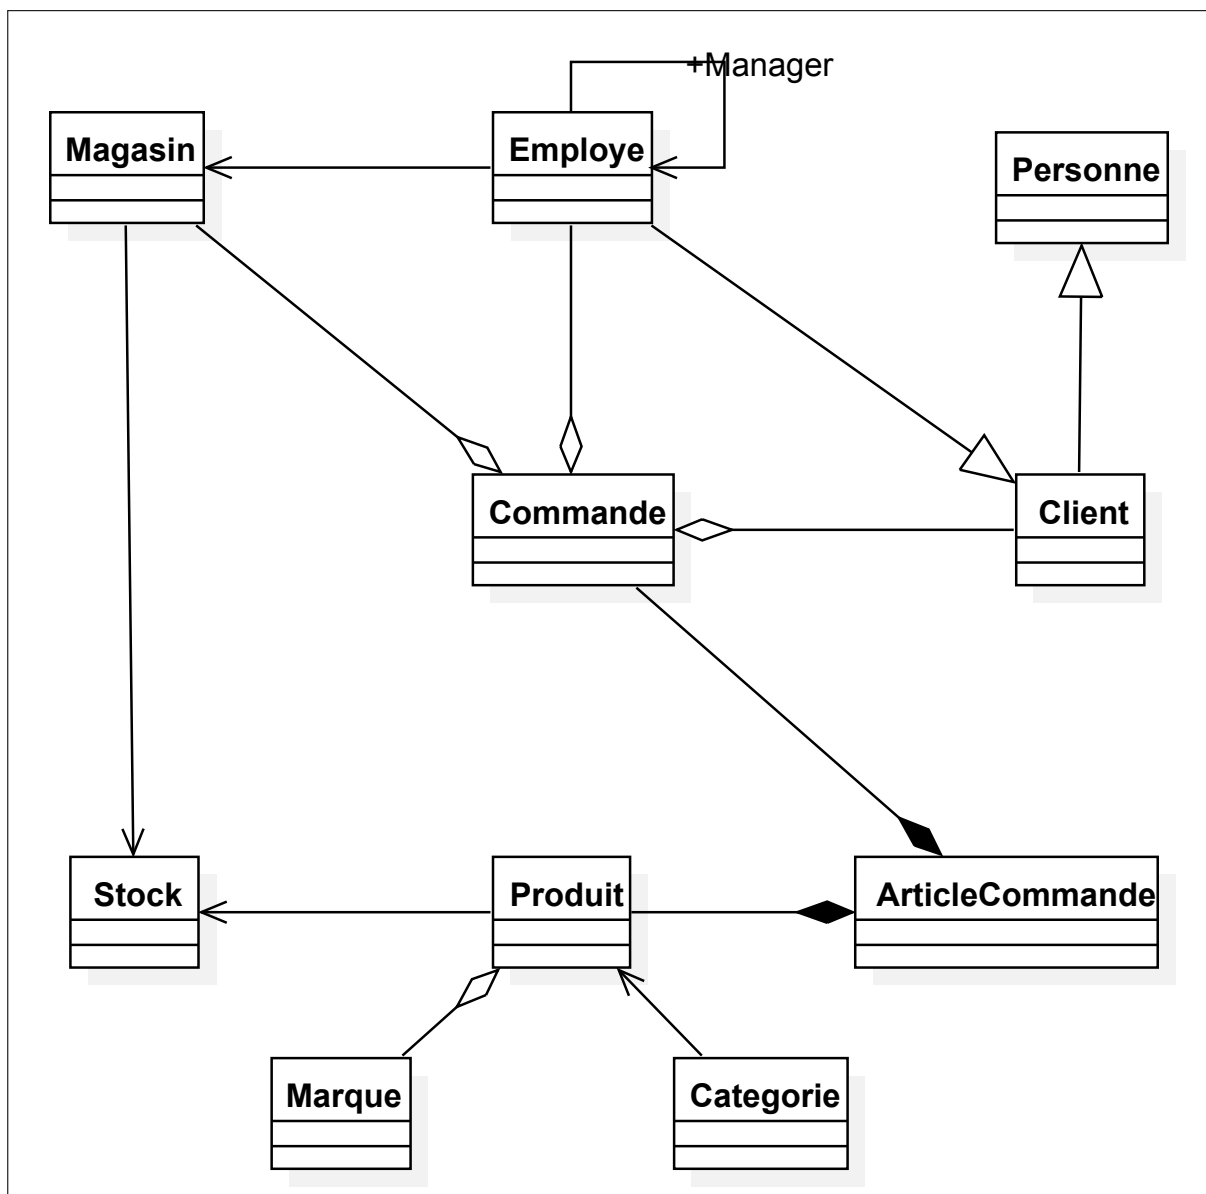 +Manager
Magasin
Employe
Personne
Commande
Client
Stock
Produit
ArticleCommande
Marque
Categorie